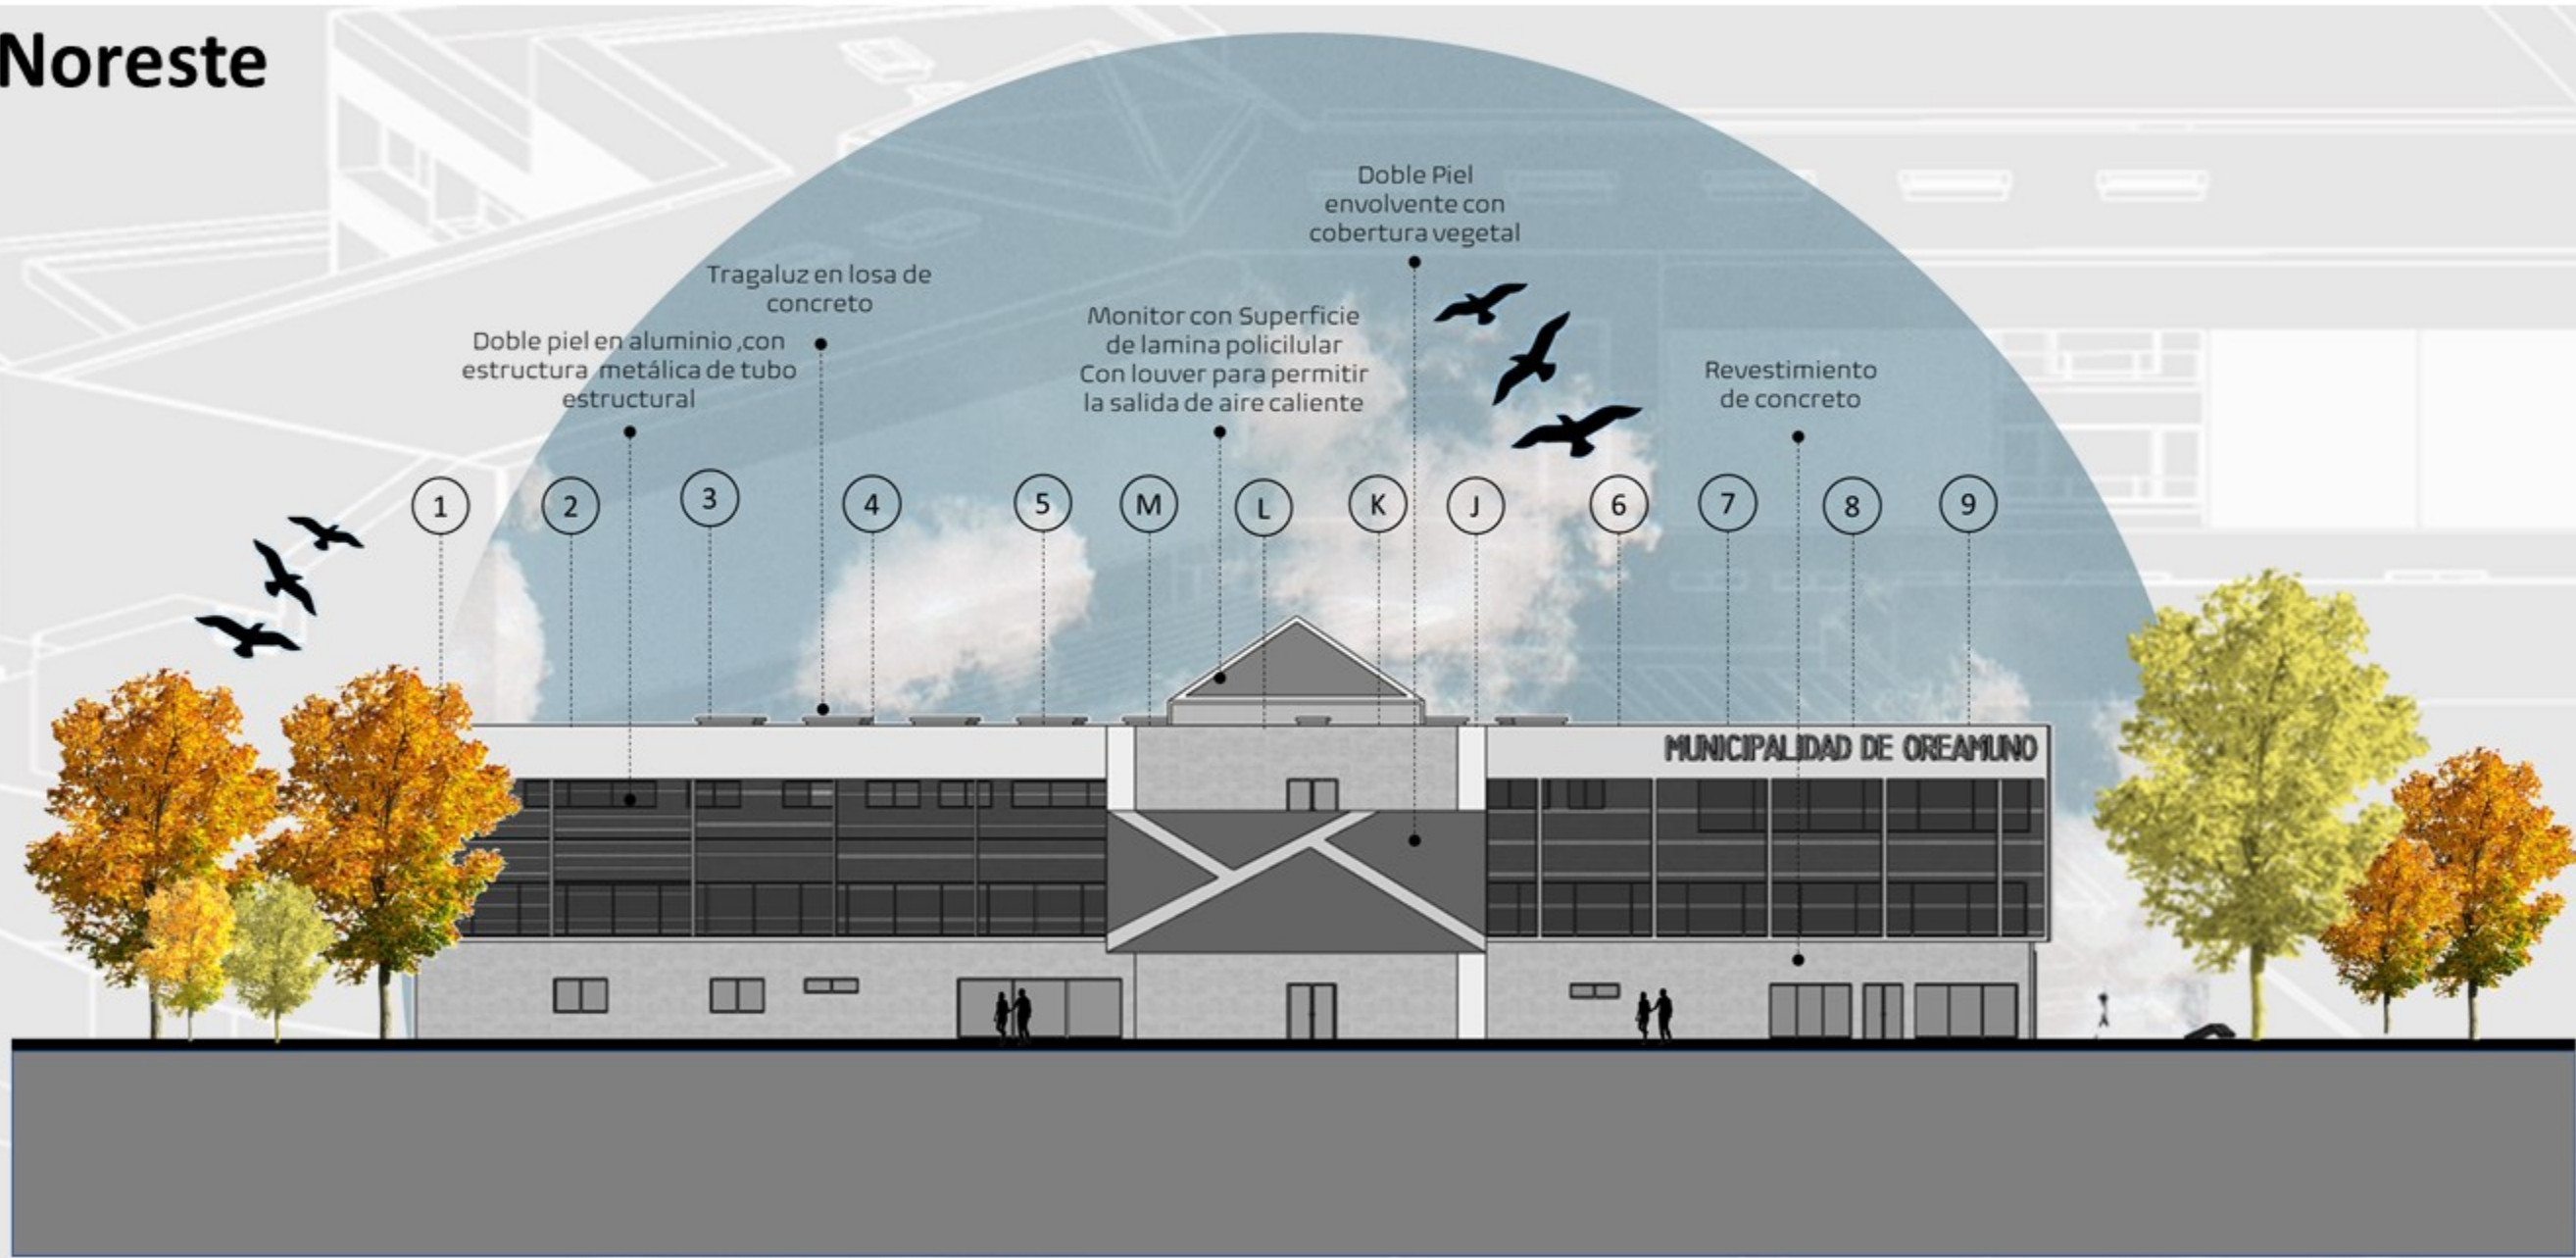 Noreste
Doble Piel
envolvente con
cobertura vegetal
Tragaluz en losa de
concreto
Monitor con Superficie
de lamina policilular
Con louver para permitir
la salida de aire caliente
Doble piel en aluminio ,con
estructura metálica de tubo
estructural
Revestimiento
de concreto
1 2 3 4 5 M L K J 6 7 8 9
MUNICIPALIDAD DE OREAMUNO